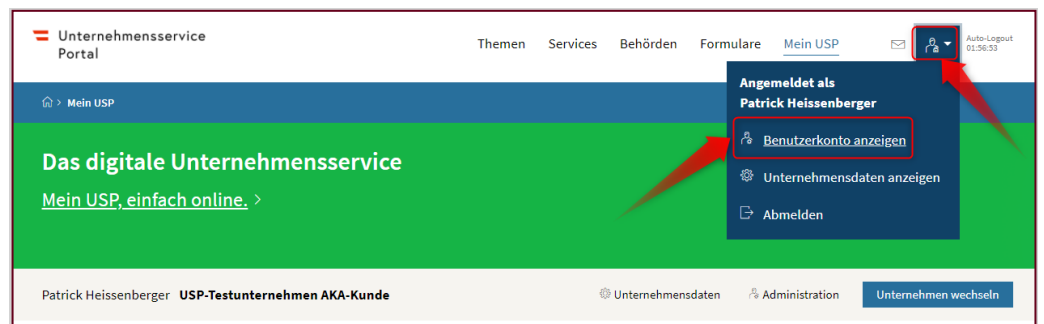 Unternehmensservice
Portal
Themen Services Behörden Formulare Mein USP
Auto-Logout
01:56:53
Angemeldet als
Patrick Heissenberger
Mein USP
Benutzerkonto anzeigen
Das digitale Unternehmensservice
Unternehmensdaten anzeigen
Mein USP, einfach online. >
Abmelden
Patrick Heissenberger USP-Testunternehmen AKA-Kunde Unternehmensdaten Administration Unternehmen wechseln